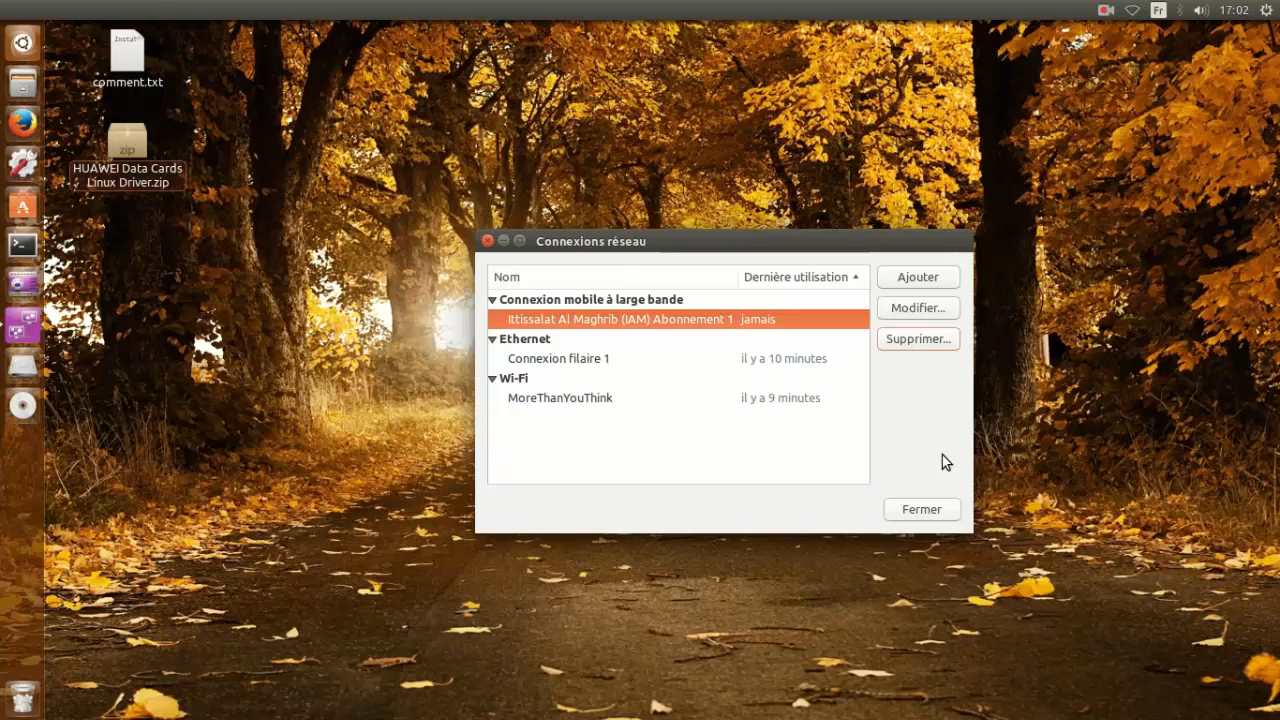 Fr
17:02
Instal
comment.txt
zip
HUAWEI Data Cards
Linux Driver.zip
Connexions réseau
Nom
Dernière utilisation
Ajouter
Connexion mobile à large bande
Modifier...
Ittissalat Al Maghrib (IAM) Abonnement 1 jamais
Ethernet
Supprimer...
Connexion filaire 1 il y a 10 minutes
Wi-Fi
MoreThanYouThink il y a 9 minutes
Fermer